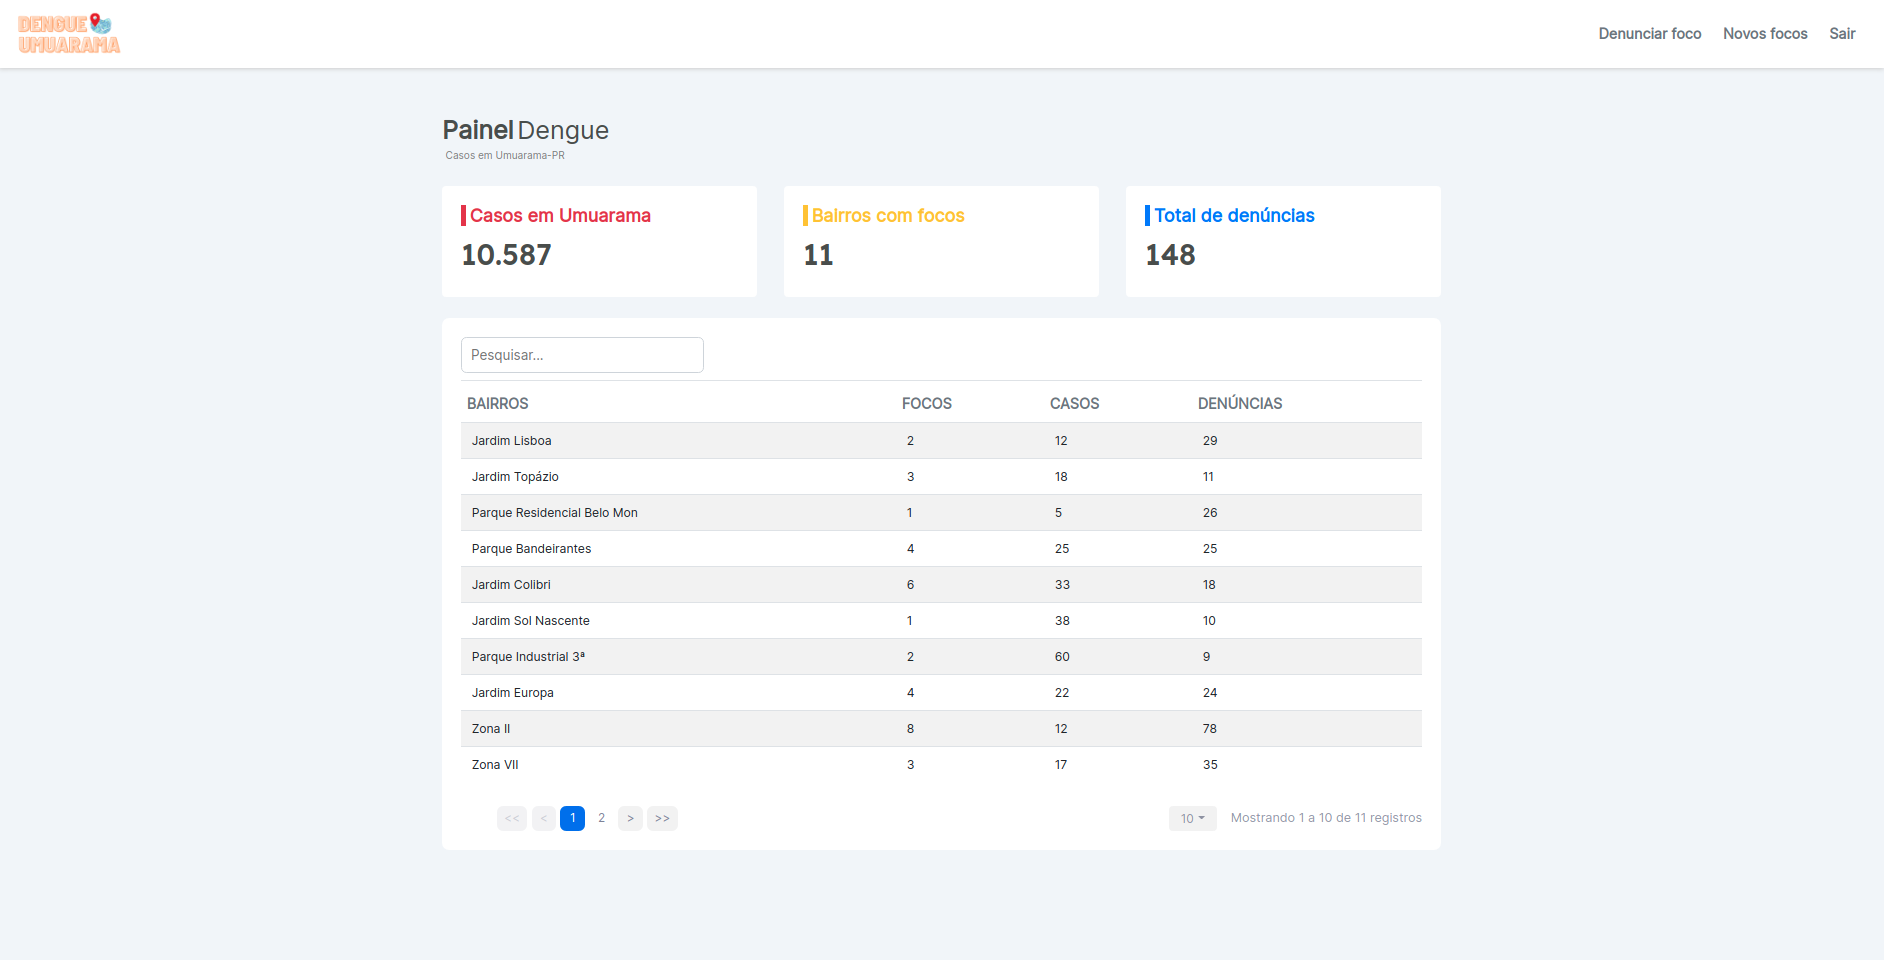 DENGUE
UMUARAMA
Denunciar foco Novos focos Sair
Painel Dengue
Casos em Umuarama-PR
Casos em Umuarama
10.587
Bairros com focos
11
Total de denúncias
148
Pesquisar...
BAIRROS FOCOS CASOS DENÚNCIAS
Jardim Lisboa 2 12 29
Jardim Topázio 3 18 11
Parque Residencial Belo Mon 1 5 26
Parque Bandeirantes 4 25 25
Jardim Colibri 6 33 18
Jardim Sol Nascente 1 38 10
Parque Industrial 3ª 2 60 9
Jardim Europa 4 22 24
Zona II 8 12 78
Zona VII 3 17 35
<< < 1 2 > >> 10 Mostrando 1 a 10 de 11 registros